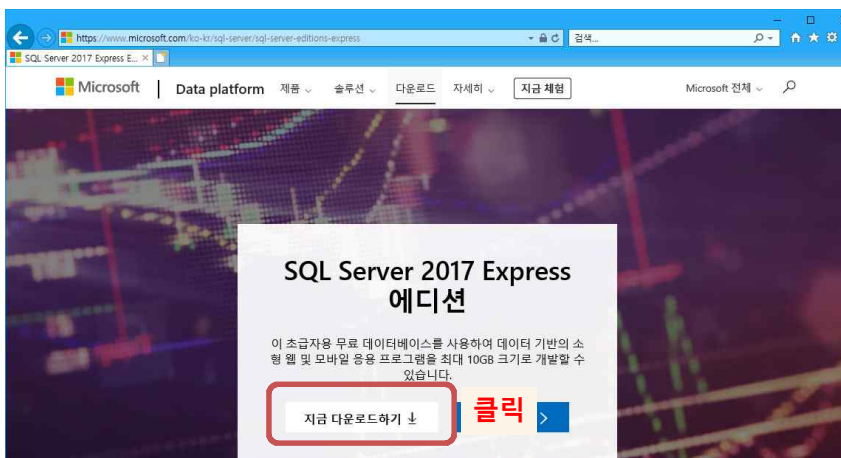 https://www.microsoft.com/ko-kr/sql-server/sql-server-editions-express
검색...
SQL Server 2017 Express E...
Microsoft
Data platform 제품 솔루션 다운로드 자세히 지금 체험
Microsoft 전체
SQL Server 2017 Express
에디션
이 초급자용 무료 데이터베이스를 사용하여 데이터 기반의 소
형 웹 및 모바일 응용 프로그램을 최대 10GB 크기로 개발할 수
있습니다.
지금 다운로드하기
클릭